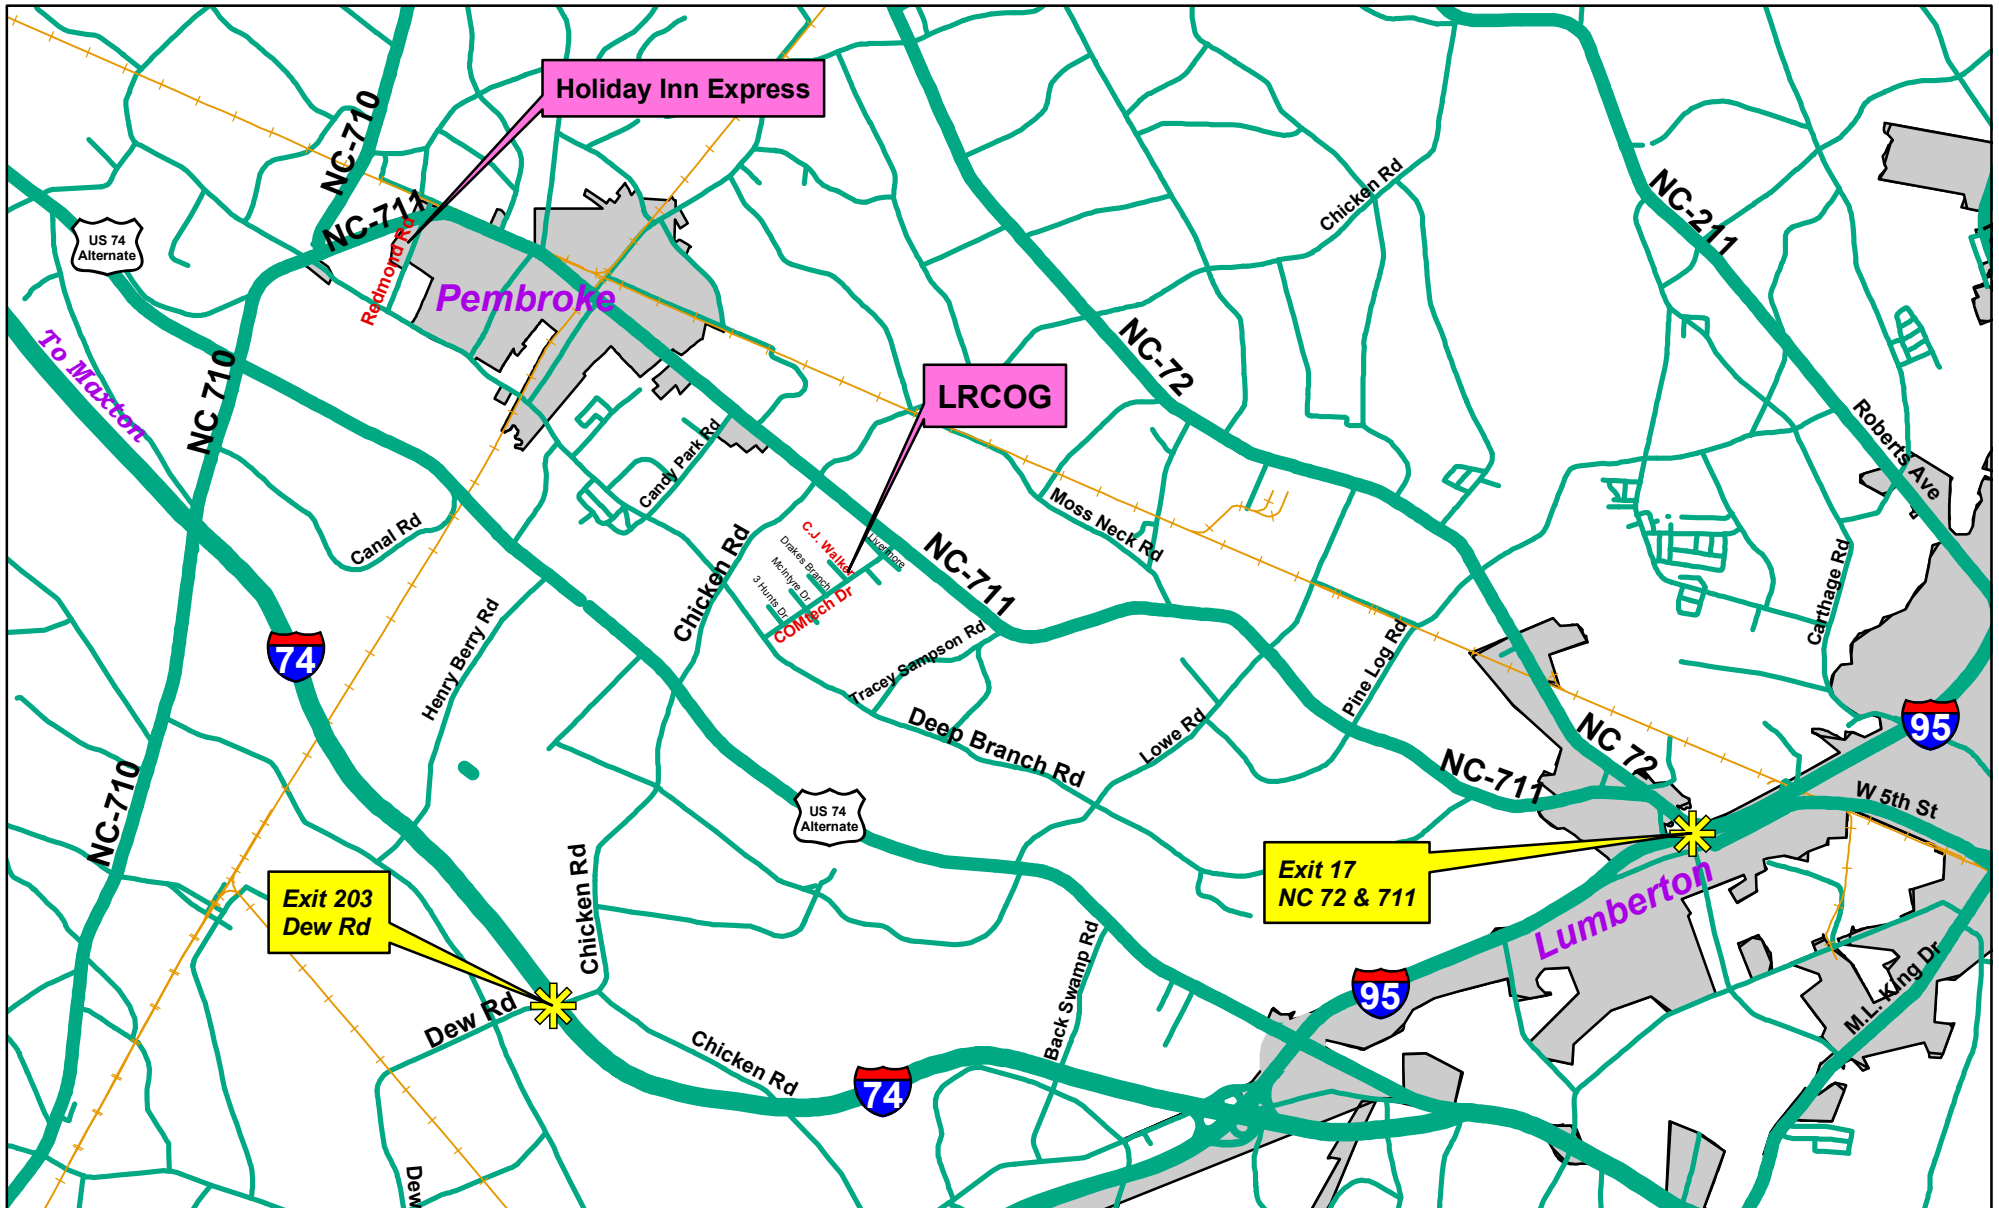 Holiday Inn Express
NC-710
NC-711
Redmond Rd
US 74
Alternate
Pembroke
To Maxton
NC 710
Chicken Rd
NC-211
NC-72
LRCOG
Roberts Ave
Candy Park Rd
Canal Rd
Moss Neck Rd
Chicken Rd
C.J. Walker
Livermore
Drakes Branch
McIntyre Dr
3 Hunts Dr
COMtech Dr
NC-711
Carthage Rd
Henry Berry Rd
74
Tracey Sampson Rd
Pine Log Rd
Deep Branch Rd
Lowe Rd
NC 72
95
NC-711
NC-710
US 74
Alternate
W 5th St
Exit 17
NC 72 & 711
Lumberton
Exit 203
Dew Rd
Chicken Rd
Back Swamp Rd
95
M.L. King Dr
Dew Rd
Chicken Rd
74
Dew